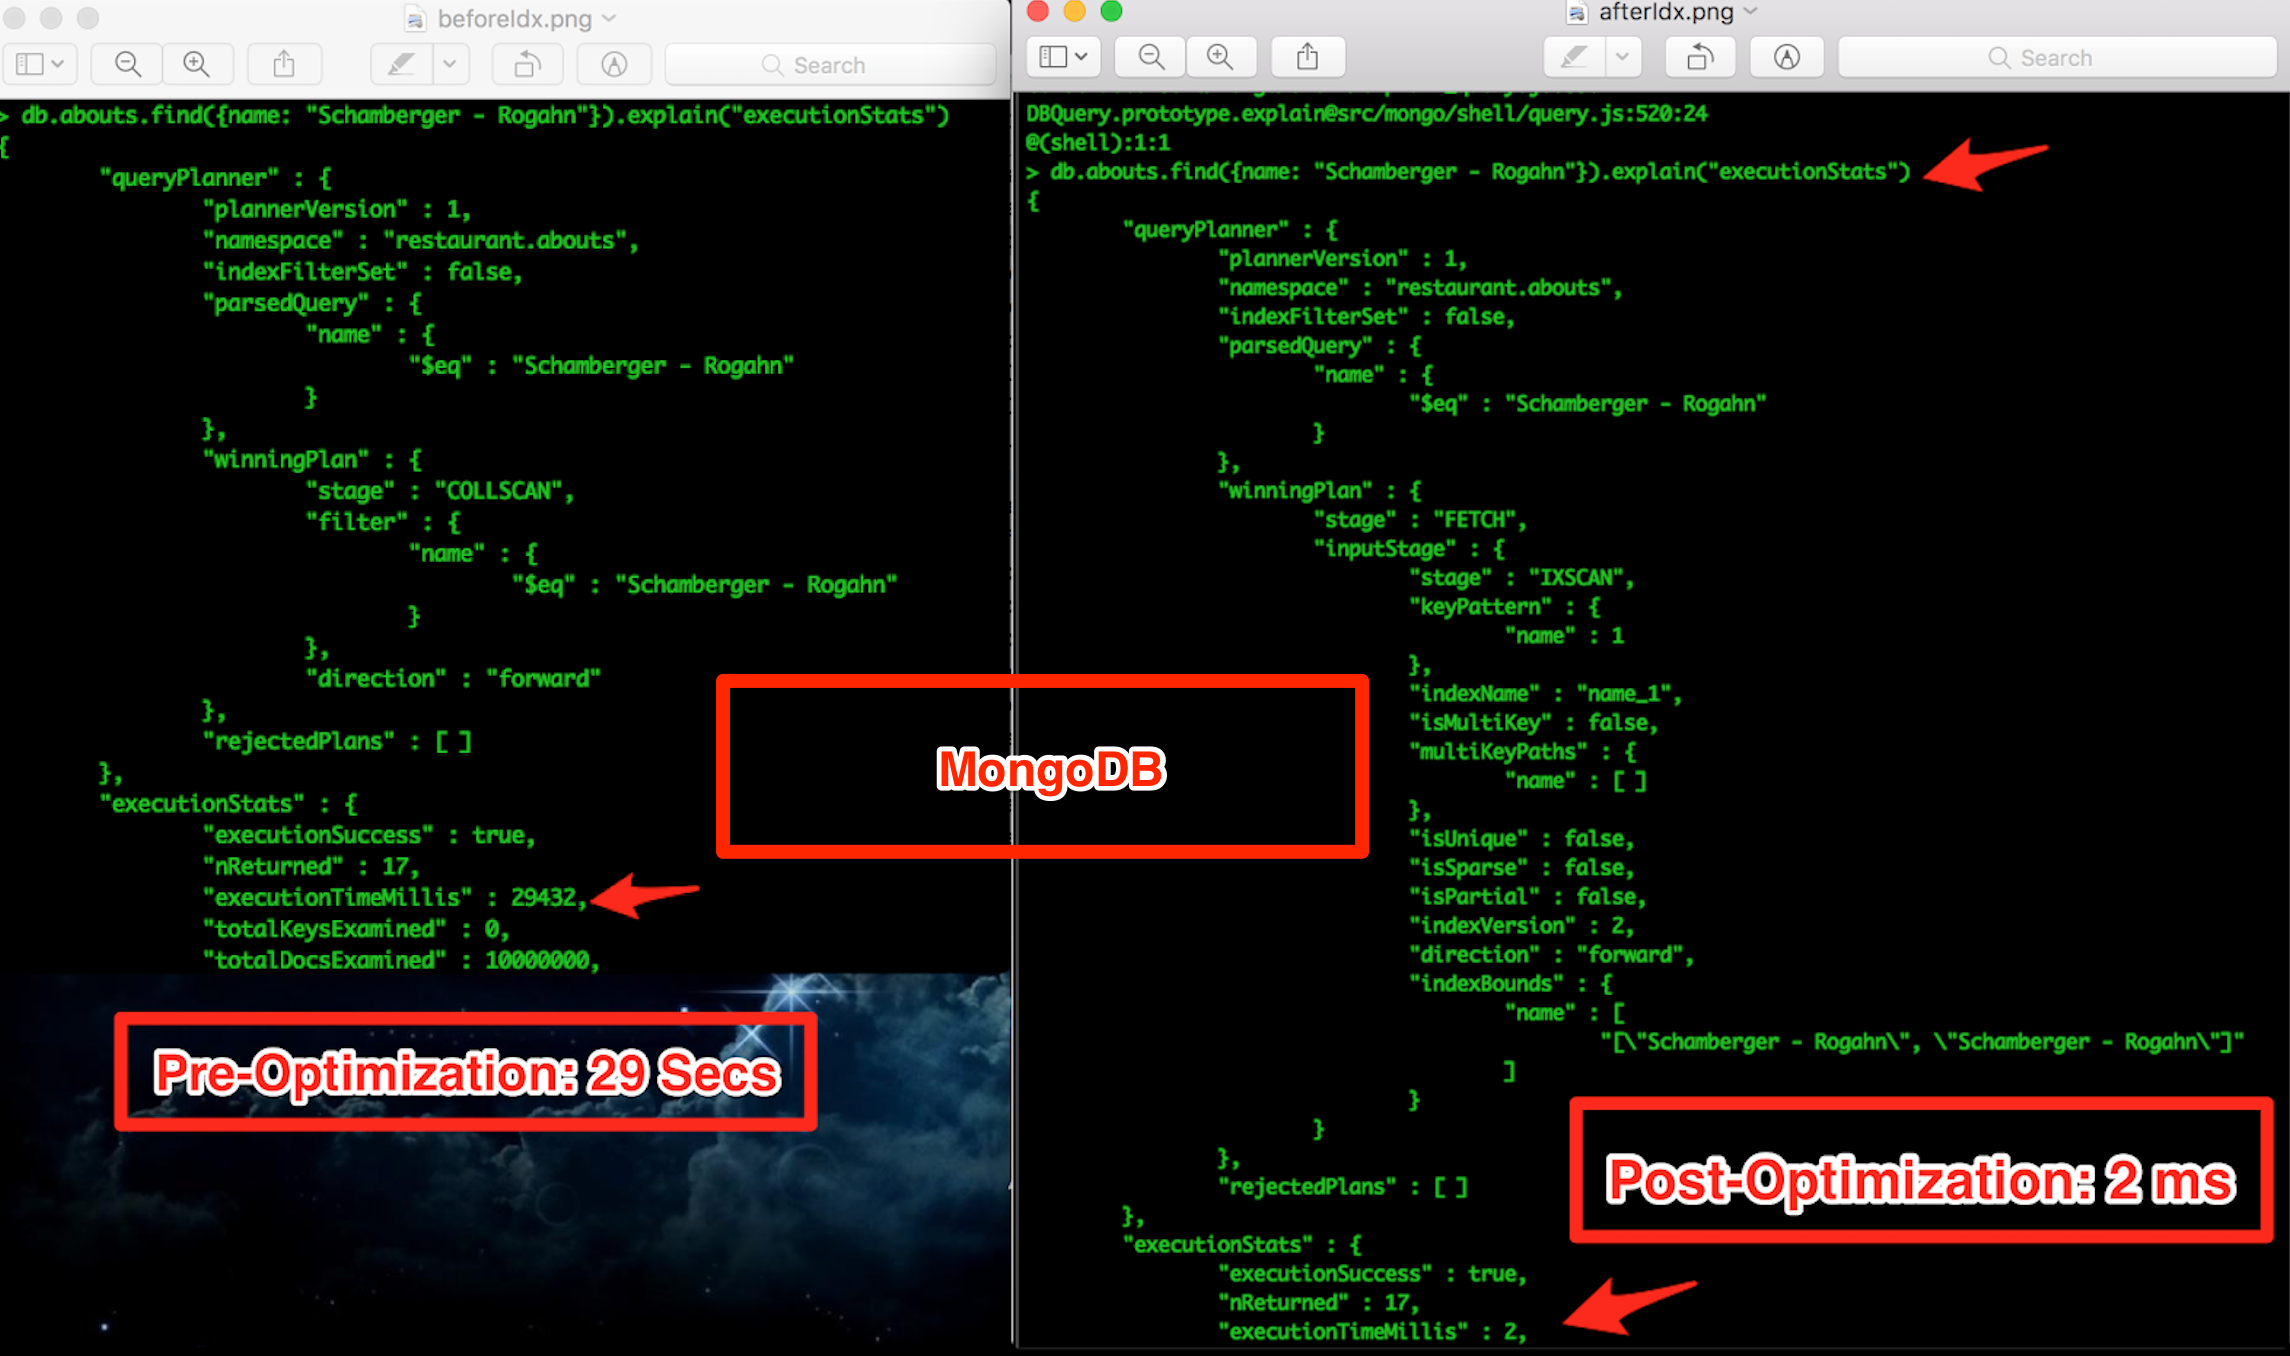 beforeIdx.png
Search
> db.abouts.find({name: "Schamberger - Rogahn"}).explain("executionStats")
{
"queryPlanner" : {
"plannerVersion" : 1,
"namespace" : "restaurant.abouts",
"indexFilterSet" : false,
"parsedQuery" : {
"name" : {
"$eq" : "Schamberger - Rogahn"
}
},
"winningPlan" : {
"stage" : "COLLSCAN",
"filter" : {
"name" : {
"$eq" : "Schamberger - Rogahn"
}
},
"direction" : "forward"
},
"rejectedPlans" : [ ]
},
"executionStats" : {
"executionSuccess" : true,
"nReturned" : 17,
"executionTimeMillis" : 29432,
"totalKeysExamined" : 0,
"totalDocsExamined" : 10000000,
Pre-Optimization: 29 Secs
MongoDB
afterIdx.png
Search
DBQuery.prototype.explain@src/mongo/shell/query.js:520:24
@(shell):1:1
> db.abouts.find({name: "Schamberger - Rogahn"}).explain("executionStats")
{
"queryPlanner" : {
"plannerVersion" : 1,
"namespace" : "restaurant.abouts",
"indexFilterSet" : false,
"parsedQuery" : {
"name" : {
"$eq" : "Schamberger - Rogahn"
}
},
"winningPlan" : {
"stage" : "FETCH",
"inputStage" : {
"stage" : "IXSCAN",
"keyPattern" : {
"name" : 1
},
"indexName" : "name_1",
"isMultiKey" : false,
"multiKeyPaths" : {
"name" : [ ]
},
"isUnique" : false,
"isSparse" : false,
"isPartial" : false,
"indexVersion" : 2,
"direction" : "forward",
"indexBounds" : {
"name" : [
"[\"Schamberger - Rogahn\", \"Schamberger - Rogahn\"]"
]
}
}
},
"rejectedPlans" : [ ]
},
"executionStats" : {
"executionSuccess" : true,
"nReturned" : 17,
"executionTimeMillis" : 2,
Post-Optimization: 2 ms